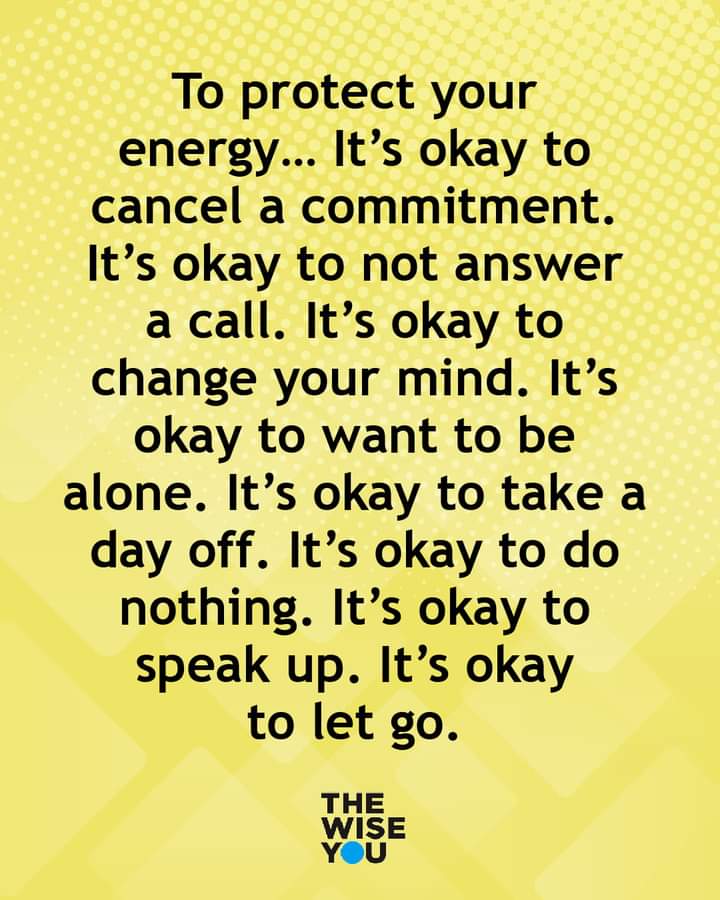 To protect your
energy... It's okay to
cancel a commitment.
It's okay to not answer
a call. It's okay to
change your mind. It's
okay to want to be
alone. It's okay to take a
day off. It's okay to do
nothing. It's okay to
speak up. It's okay
to let go.
THE
WISE
YOU